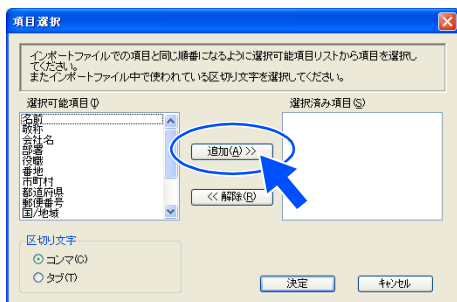 項目選択
インポートファイルでの項目と同じ順番になるように選択可能項目リストから項目を選択し
てください。
またインポートファイル中で使われている区切り文字を選択してください。
選択可能項目(I)
選択済み項目(S)
名前
敬称
会社名
部署
役職
番地
市町村
都道府県
郵便番号
国/地域
追加(A) >>
<< 解除(R)
区切り文字
コンマ(C)
タブ(T)
決定
キャンセル